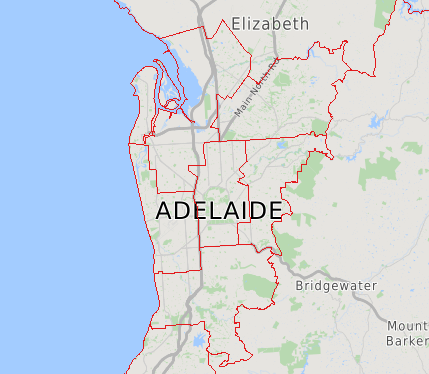 Elizabeth
Main North Rd
ADELAIDE
Bridgewater
Mount
Barker